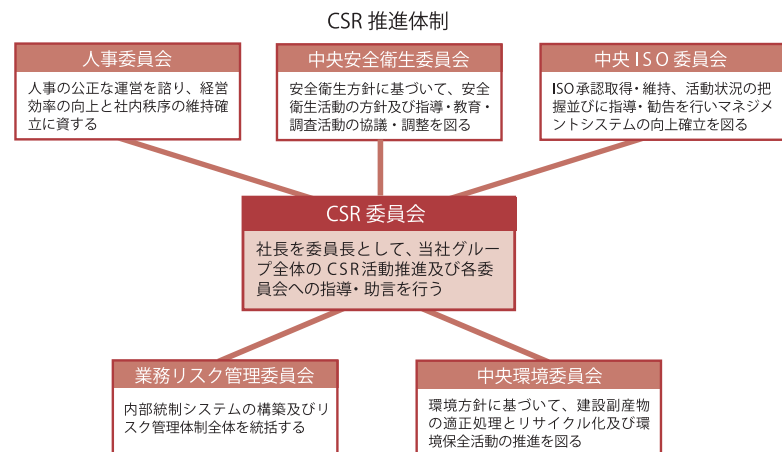 CSR 推進体制
人事委員会
人事の公正な運営を諮り、経営
効率の向上と社内秩序の維持確
立に資する
中央安全衛生委員会
安全衛生方針に基づいて、安全
衛生活動の方針及び指導・教育・
調査活動の協議・調整を図る
中央 ISO 委員会
ISO承認取得・維持、活動状況の把
握並びに指導・勧告を行いマネジメ
ントシステムの向上確立を図る
CSR 委員会
社長を委員長として、当社グルー
プ全体の CSR活動推進及び各委
員会への指導・助言を行う
業務リスク管理委員会
内部統制システムの構築及びリ
スク管理体制全体を統括する
中央環境委員会
環境方針に基づいて、建設副産物
の適正処理とリサイクル化及び環
境保全活動の推進を図る